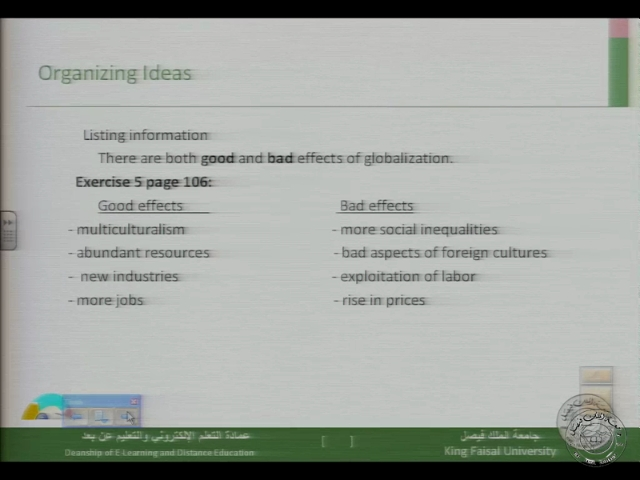 Organizing Ideas
Listing information
There are both good and bad effects of globalization.
Exercise 5 page 106:
Good effects
Bad effects
- multiculturalism
- more social inequalities
- abundant resources
- bad aspects of foreign cultures
- new industries
- exploitation of labor
- more jobs
- rise in prices
عمادة التعلم الإلكتروني والتعليم عن بعد
[ ]
جامعة الملك فيصل
Deanship of E-Learning and Distance Education
King Faisal University